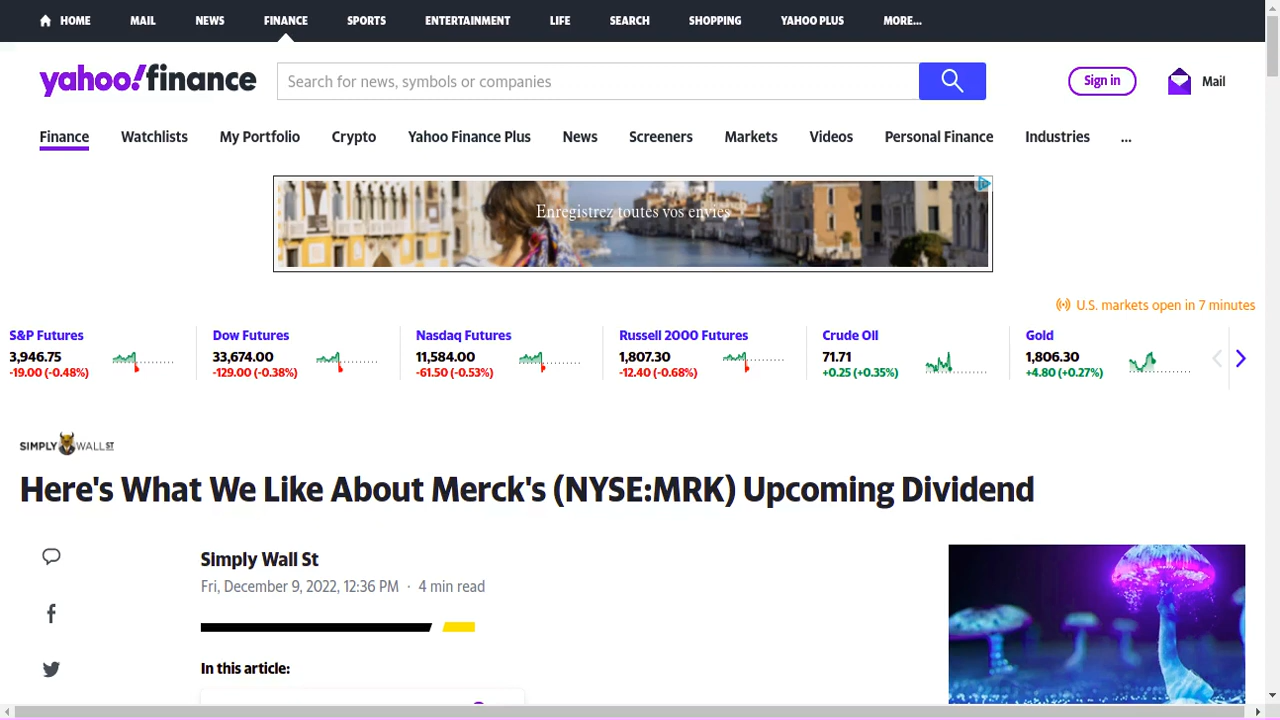 HOME MAIL NEWS FINANCE SPORTS ENTERTAINMENT LIFE SEARCH SHOPPING YAHOO PLUS MORE...
yahoo!finance
Search for news, symbols or companies
Sign in
Mail
Finance Watchlists My Portfolio Crypto Yahoo Finance Plus News Screeners Markets Videos Personal Finance Industries ...
Enregistrez toutes vos envies
U.S. markets open in 7 minutes
S&P Futures
3,946.75
-19.00 (-0.48%)
Dow Futures
33,674.00
-129.00 (-0.38%)
Nasdaq Futures
11,584.00
-61.50 (-0.53%)
Russell 2000 Futures
1,807.30
-12.40 (-0.68%)
Crude Oil
71.71
+0.25 (+0.35%)
Gold
1,806.30
+4.80 (+0.27%)
SIMPLY WALL ST
Here's What We Like About Merck's (NYSE:MRK) Upcoming Dividend
Simply Wall St
Fri, December 9, 2022, 12:36 PM · 4 min read
In this article: